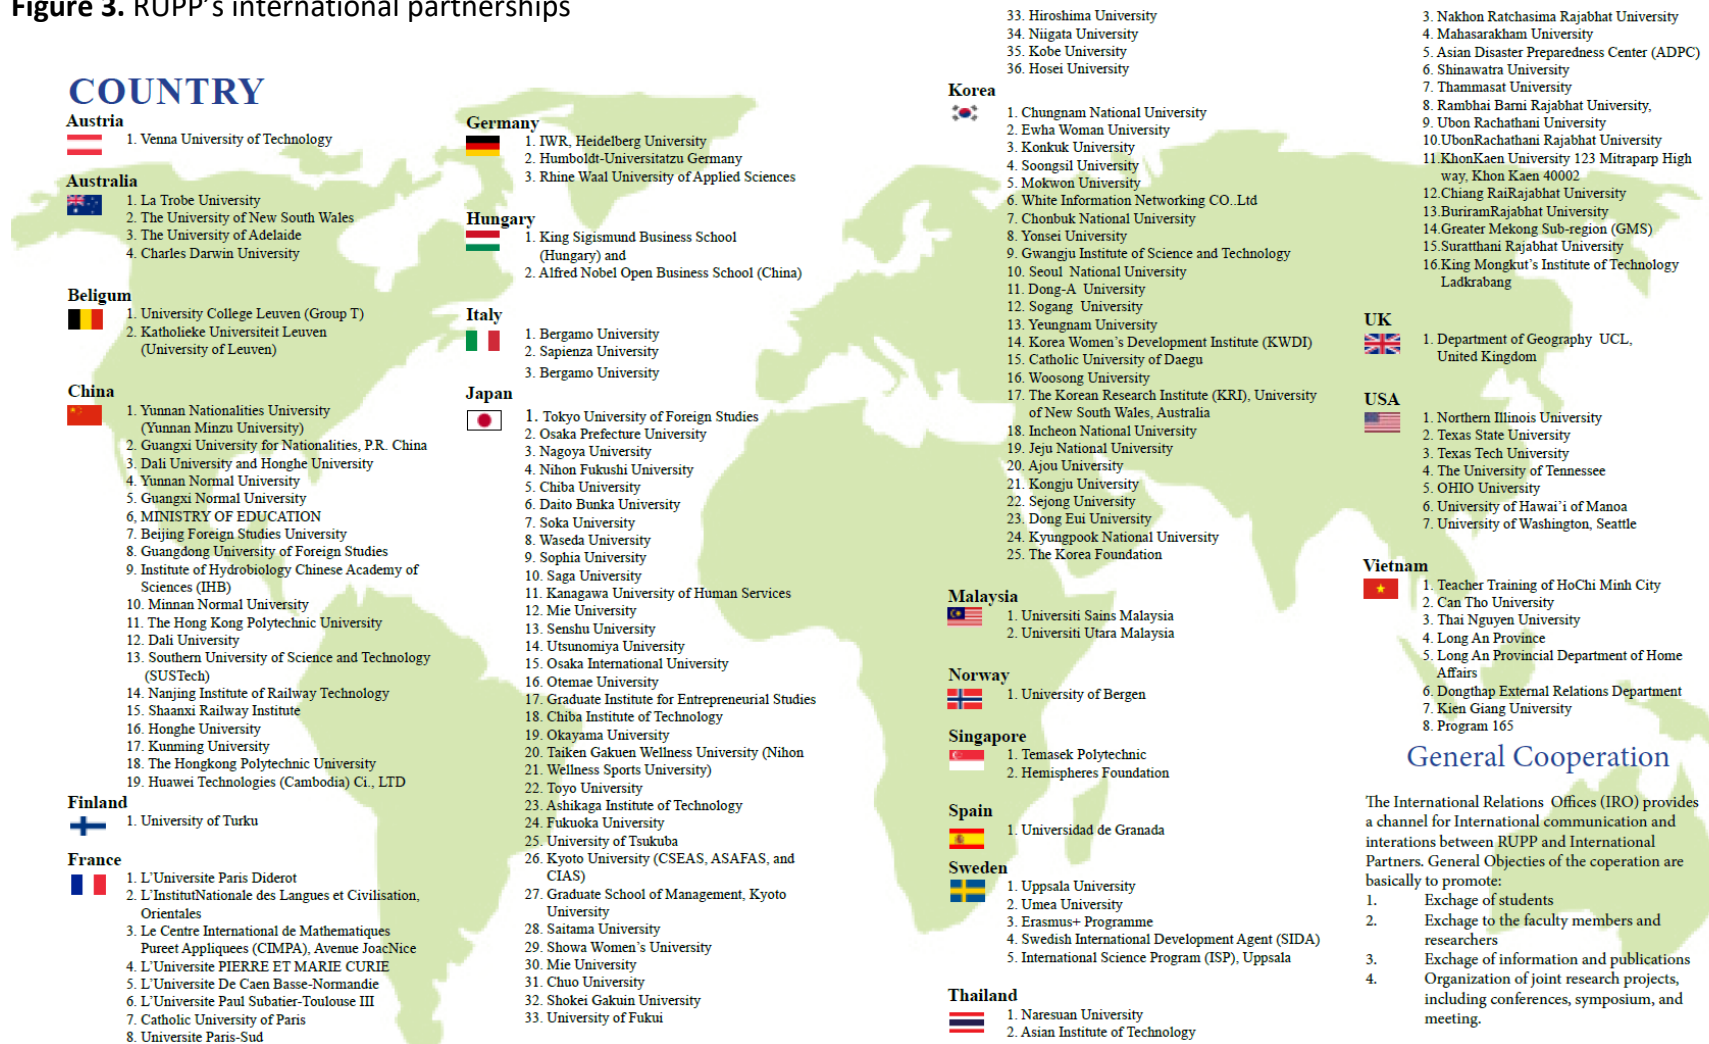 Figure 3. RUPP's international partnerships
COUNTRY
Austria
1. Venna University of Technology
Australia
1. La Trobe University
2. The University of New South Wales
3. The University of Adelaide
4. Charles Darwin University
Beligum
1. University College Leuven (Group T)
2. Katholieke Universiteit Leuven
(University of Leuven)
China
1. Yunnan Nationalities University
(Yunnan Minzu University)
2. Guangxi University for Nationalities, P.R. China
3. Dali University and Honghe University
4. Yunnan Normal University
5. Guangxi Normal University
6, MINISTRY OF EDUCATION
7. Beijing Foreign Studies University
8. Guangdong University of Foreign Studies
9. Institute of Hydrobiology Chinese Academy of
Sciences (IHB)
10. Minnan Normal University
11. The Hong Kong Polytechnic University
12. Dali University
13. Southern University of Science and Technology
(SUSTech)
14. Nanjing Institute of Railway Technology
15. Shaanxi Railway Institute
16. Honghe University
17. Kunming University
18. The Hongkong Polytechnic University
19. Huawei Technologies (Cambodia) Ci., LTD
Finland
1. University of Turku
France
1. L'Universite Paris Diderot
2. L'InstitutNationale des Langues et Civilisation,
Orientales
3. Le Centre International de Mathematiques
Pureet Appliquees (CIMPA), Avenue JoacNice
4. L'Universite PIERRE ET MARIE CURIE
5. L'Universite De Caen Basse-Normandie
6. L'Universite Paul Subatier-Toulouse III
7. Catholic University of Paris
8. Universite Paris-Sud
Germany
1. IWR, Heidelberg University
2. Humboldt-Universitatzu Germany
3. Rhine Waal University of Applied Sciences
Hungary
1. King Sigismund Business School
(Hungary) and
2. Alfred Nobel Open Business School (China)
Italy
1. Bergamo University
2. Sapienza University
3. Bergamo University
Japan
1. Tokyo University of Foreign Studies
2. Osaka Prefecture University
3. Nagoya University
4. Nihon Fukushi University
5. Chiba University
6. Daito Bunka University
7. Soka University
8. Waseda University
9. Sophia University
10. Saga University
11. Kanagawa University of Human Services
12. Mie University
13. Senshu University
14. Utsunomiya University
15. Osaka International University
16. Otemae University
17. Graduate Institute for Entrepreneurial Studies
18. Chiba Institute of Technology
19. Okayama University
20. Taiken Gakuen Wellness University (Nihon
21. Wellness Sports University)
22. Toyo University
23. Ashikaga Institute of Technology
24. Fukuoka University
25. University of Tsukuba
26. Kyoto University (CSEAS, ASAFAS, and
CIAS)
27. Graduate School of Management, Kyoto
University
28. Saitama University
29. Showa Women's University
30. Mie University
31. Chuo University
32. Shokei Gakuin University
33. University of Fukui
33. Hiroshima University
34. Niigata University
35. Kobe University
36. Hosei University
Korea
1. Chungnam National University
2. Ewha Woman University
3. Konkuk University
4. Soongsil University
5. Mokwon University
6. White Information Networking CO..Ltd
7. Chonbuk National University
8. Yonsei University
9. Gwangju Institute of Science and Technology
10. Seoul National University
11. Dong-A University
12. Sogang University
13. Yeungnam University
14. Korea Women's Development Institute (KWDI)
15. Catholic University of Daegu
16. Woosong University
17. The Korean Research Institute (KRI), University
of New South Wales, Australia
18. Incheon National University
19. Jeju National University
20. Ajou University
21. Kongju University
22. Sejong University
23. Dong Eui University
24. Kyungpook National University
25. The Korea Foundation
Malaysia
1. Universiti Sains Malaysia
2. Universiti Utara Malaysia
Norway
1. University of Bergen
Singapore
1. Temasek Polytechnic
2. Hemispheres Foundation
Spain
1. Universidad de Granada
Sweden
1. Uppsala University
2. Umea University
3. Erasmus+ Programme
4. Swedish International Development Agent (SIDA)
5. International Science Program (ISP), Uppsala
Thailand
1. Naresuan University
2. Asian Institute of Technology
3. Nakhon Ratchasima Rajabhat University
4. Mahasarakham University
5. Asian Disaster Preparedness Center (ADPC)
6. Shinawatra University
7. Thammasat University
8. Rambhai Barni Rajabhat University,
9. Ubon Rachathani University
10.UbonRachathani Rajabhat University
11.KhonKaen University 123 Mitraparp High
way, Khon Kaen 40002
12.Chiang RaiRajabhat University
13.BuriramRajabhat University
14.Greater Mekong Sub-region (GMS)
15.Suratthani Rajabhat University
16.King Mongkut's Institute of Technology
Ladkrabang
UK
1. Department of Geography UCL,
United Kingdom
USA
1. Northern Illinois University
2. Texas State University
3. Texas Tech University
4. The University of Tennessee
5. OHIO University
6. University of Hawai'i of Manoa
7. University of Washington, Seattle
Vietnam
1. Teacher Training of HoChi Minh City
2. Can Tho University
3. Thai Nguyen University
4. Long An Province
5. Long An Provincial Department of Home
Affairs
6. Dongthap External Relations Department
7. Kien Giang University
8. Program 165
General Cooperation
The International Relations Offices (IRO) provides
a channel for International communication and
interations between RUPP and International
Partners. General Objecties of the coperation are
basically to promote:
1. Exchage of students
2. Exchage to the faculty members and
researchers
3. Exchage of information and publications
4. Organization of joint research projects,
including conferences, symposium, and
meeting.